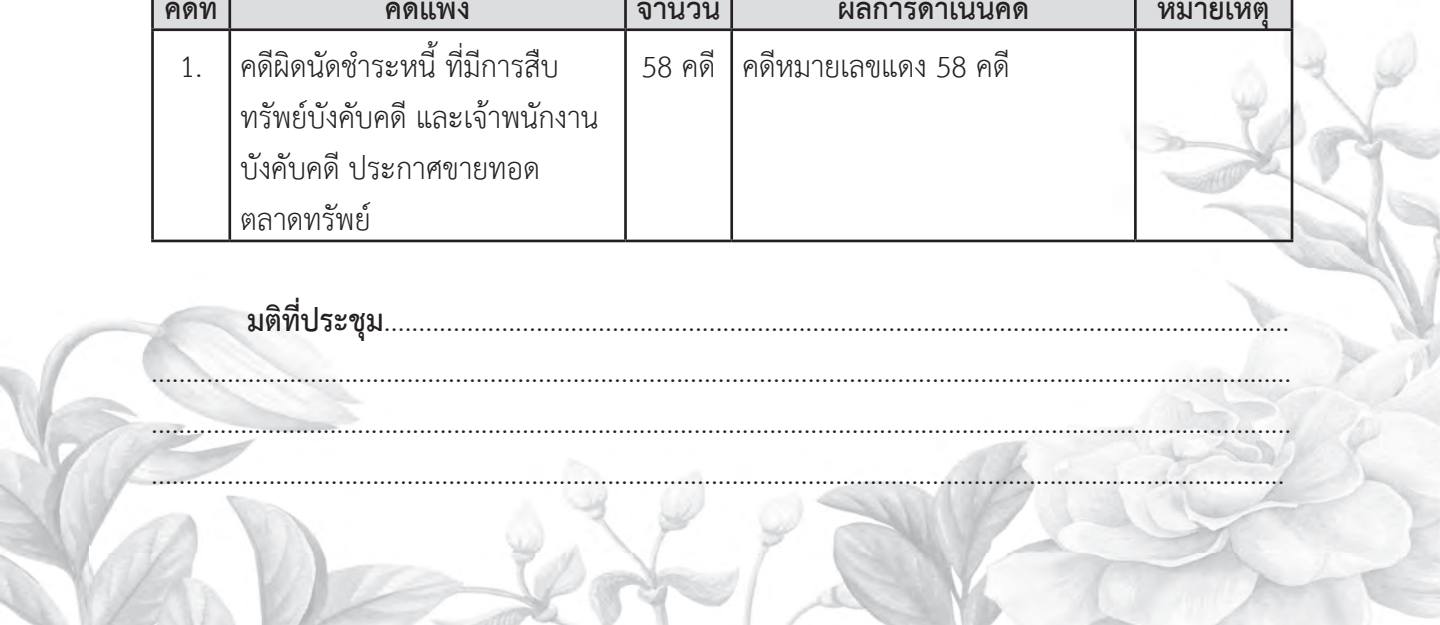 คดีที่ คดีแพ่ง จำนวน ผลการดำเนินคดี หมายเหตุ
1. คดีผิดนัดชำระหนี้ ที่มีการสืบ 58 คดี คดีหมายเลขแดง 58 คดี
ทรัพย์บังคับคดี และเจ้าพนักงาน
บังคับคดี ประกาศขายทอด
ตลาดทรัพย์
มติที่ประชุม........................................................................................................
........................................................................................................................
........................................................................................................................
........................................................................................................................